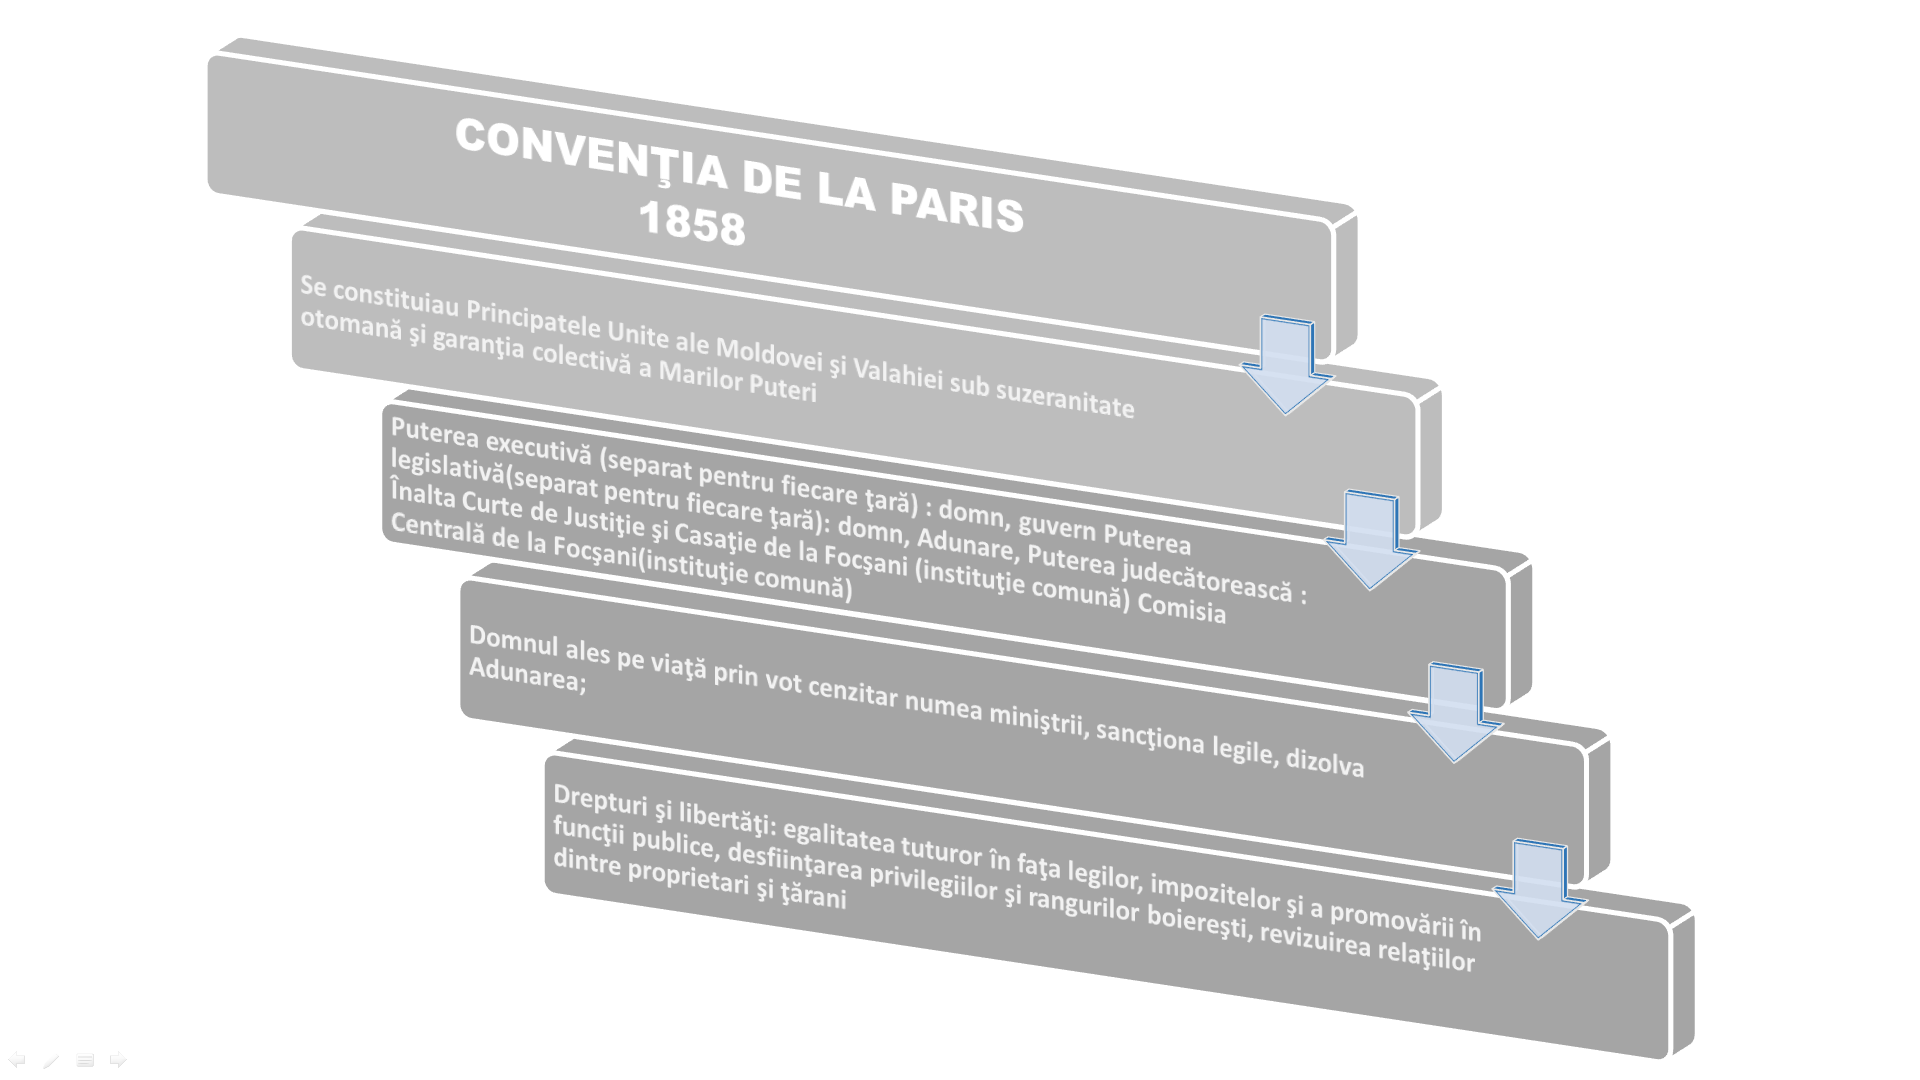 CONVENŢIA DE LA PARIS
1858
Se constituiau Principatele Unite ale Moldovei şi Valahiei sub suzeranitate
otomană şi garanţia colectivă a Marilor Puteri
Puterea executivă (separat pentru fiecare ţară) : domn, guvern Puterea
legislativă(separat pentru fiecare ţară): domn, Adunare, Puterea judecătorească :
Înalta Curte de Justiţie şi Casaţie de la Focşani (instituţie comună) Comisia
Centrală de la Focşani(instituţie comună)
Domnul ales pe viaţă prin vot cenzitar numea miniştrii, sancţiona legile, dizolva
Adunarea;
Drepturi şi libertăţi: egalitatea tuturor în faţa legilor, impozitelor şi a promovării în
funcţii publice, desfiinţarea privilegiilor şi rangurilor boiereşti, revizuirea relaţiilor
dintre proprietari şi ţărani